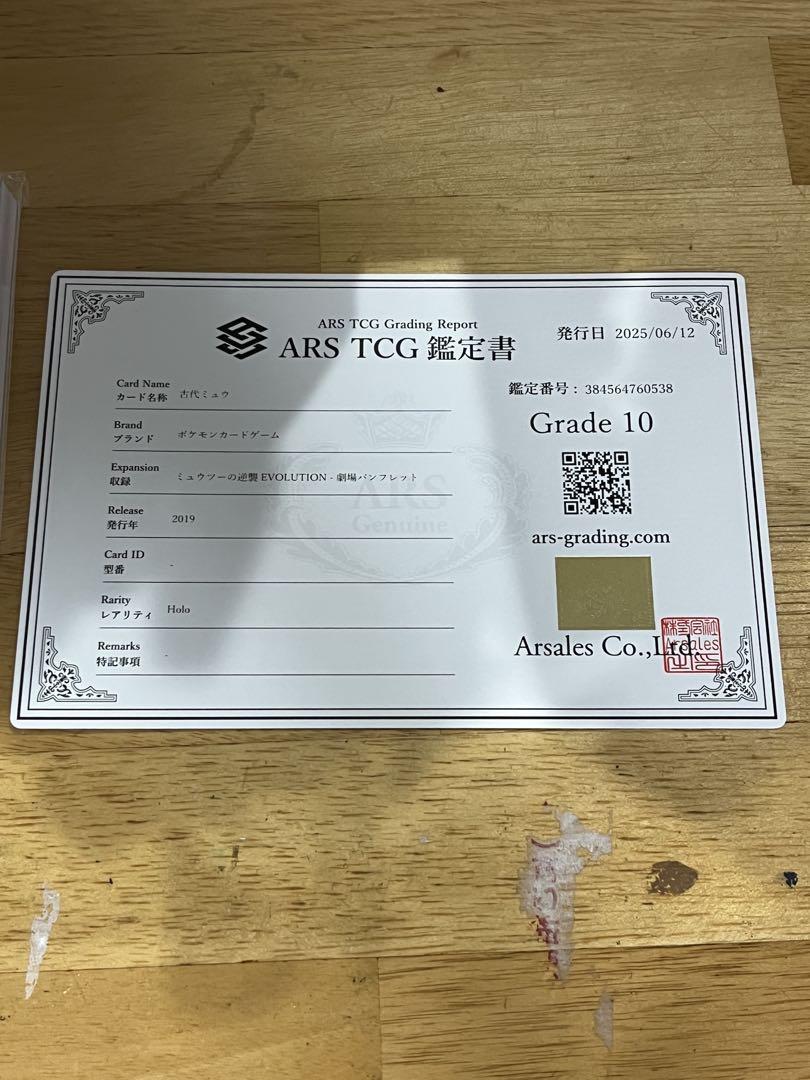 ARS TCG Grading Report
ARS TCG 鑑定書
発行日 2025/06/12
Card Name
カード名称 古代ミュウ
Brand
ブランド ポケモンカードゲーム
Expansion
収録 ミュウツーの逆襲 EVOLUTION - 劇場パンフレット
Release
発行年 2019
Card ID
型番 -
Rarity
レアリティ Holo
Remarks
特記事項 -
ARS
Genuine
鑑定番号 : 384564760538
Grade 10
ars-grading.com
Arsales Co.,Ltd.
株式会社
Arsales